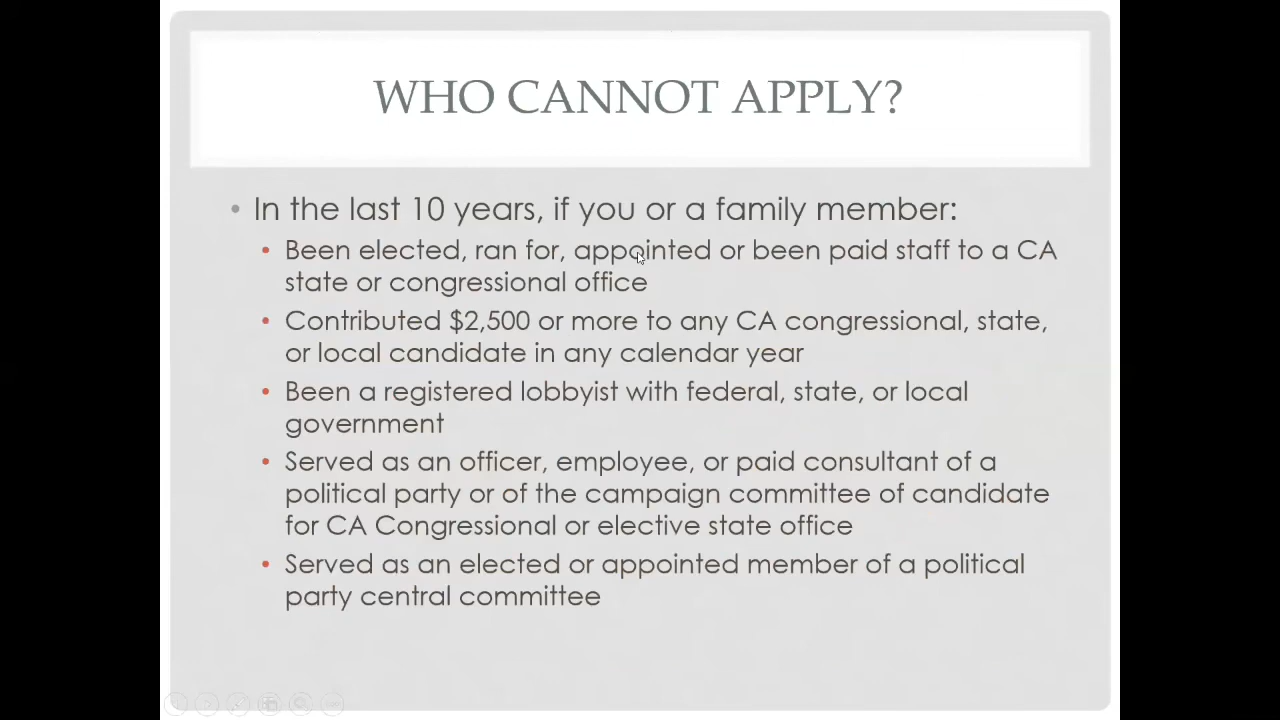 WHO CANNOT APPLY?
• In the last 10 years, if you or a family member:
• Been elected, ran for, appointed or been paid staff to a CA
state or congressional office
• Contributed $2,500 or more to any CA congressional, state,
or local candidate in any calendar year
• Been a registered lobbyist with federal, state, or local
government
• Served as an officer, employee, or paid consultant of a
political party or of the campaign committee of candidate
for CA Congressional or elective state office
• Served as an elected or appointed member of a political
party central committee